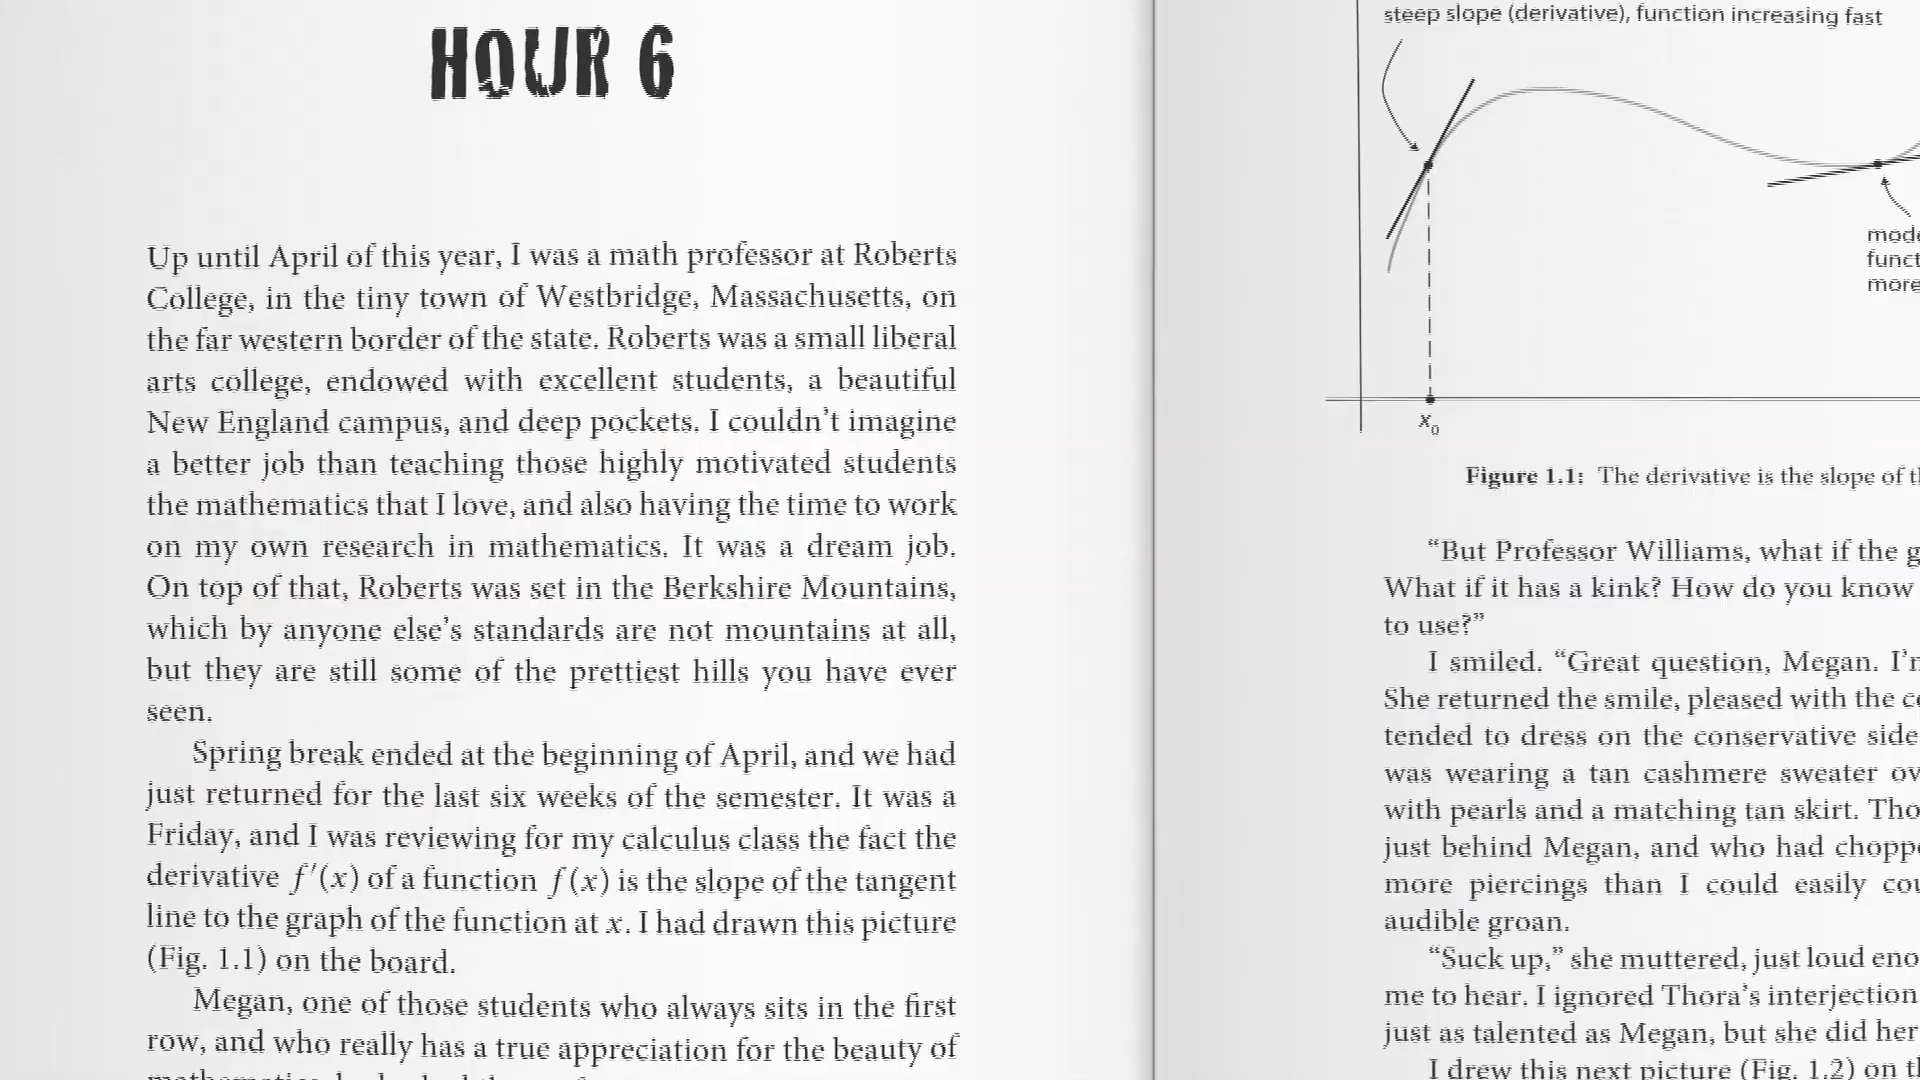 HOUR 6
Up until April of this year, I was a math professor at Roberts
College, in the tiny town of Westbridge, Massachusetts, on
the far western border of the state. Roberts was a small liberal
arts college, endowed with excellent students, a beautiful
New England campus, and deep pockets. I couldn’t imagine
a better job than teaching those highly motivated students
the mathematics that I love, and also having the time to work
on my own research in mathematics. It was a dream job.
On top of that, Roberts was set in the Berkshire Mountains,
which by anyone else’s standards are not mountains at all,
but they are still some of the prettiest hills you have ever
seen.
Spring break ended at the beginning of April, and we had
just returned for the last six weeks of the semester. It was a
Friday, and I was reviewing for my calculus class the fact the
derivative f′(x) of a function f(x) is the slope of the tangent
line to the graph of the function at x. I had drawn this picture
(Fig. 1.1) on the board.
Megan, one of those students who always sits in the first
row, and who really has a true appreciation for the beauty of
steep slope (derivative), function increasing fast
more
x₀
Figure 1.1: The derivative is the slope of
“But Professor Williams, what if the
What if it has a kink? How do you know
to use?”
I smiled. “Great question, Megan.
She returned the smile, pleased with the
tended to dress on the conservative side
was wearing a tan cashmere sweater
with pearls and a matching tan skirt.
just behind Megan, and who had
more piercings than I could easily
audible groan.
“Suck up,” she muttered, just loud
me to hear. I ignored Thora’s interjection
just as talented as Megan, but she did her
I drew this next picture (Fig. 1.2) on